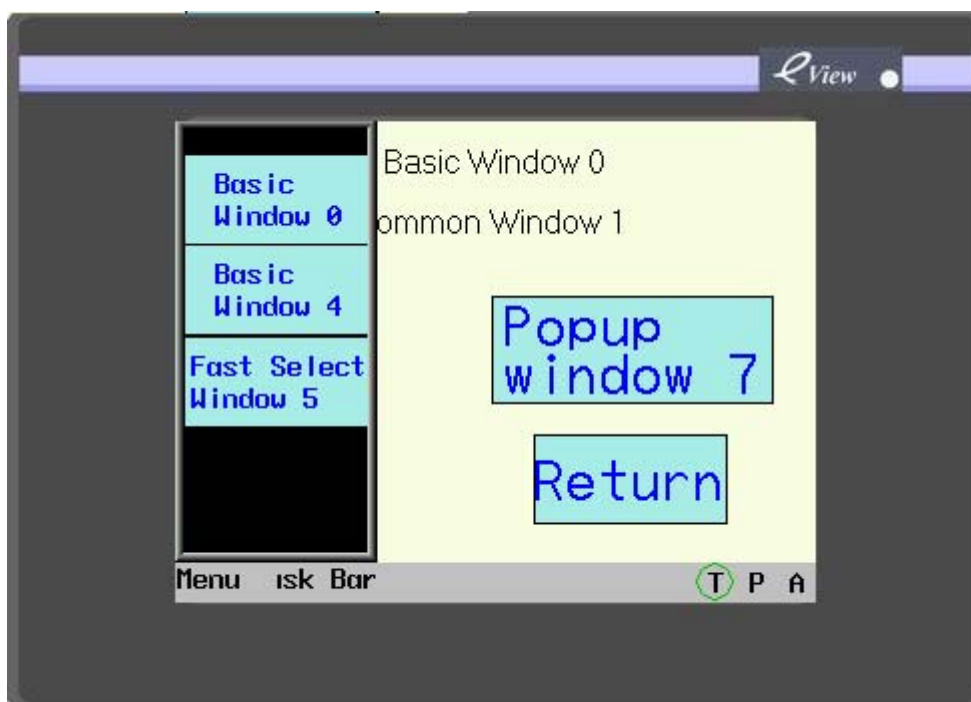 eView
Basic Window 0
Basic
Window 0
ommon Window 1
Basic
Window 4
Popup
window 7
Fast Select
Window 5
Return
Menu ısk Bar
T P A